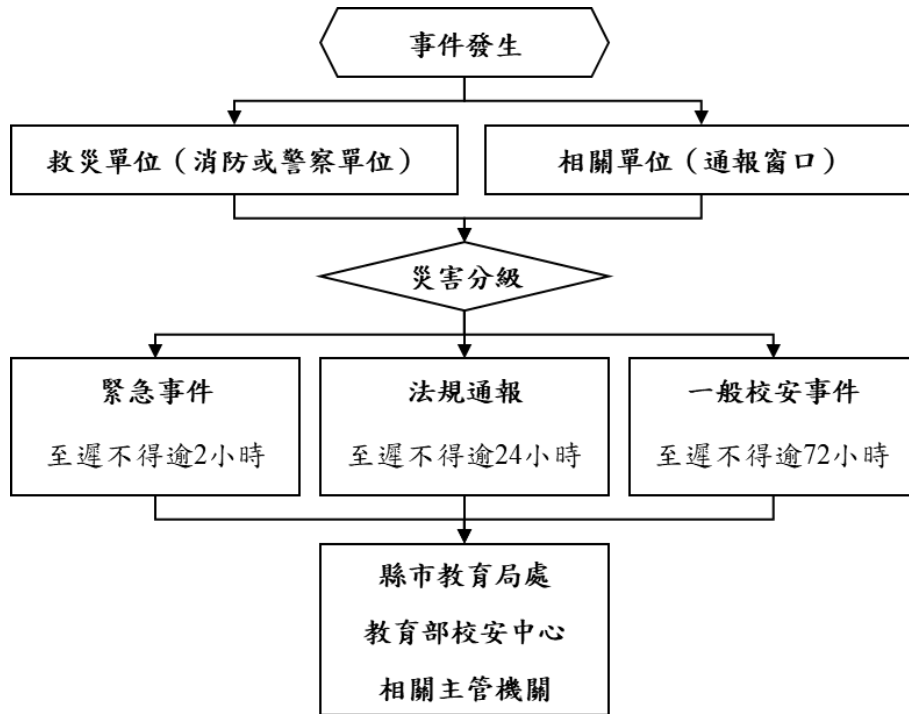 事件發生
救災單位（消防或警察單位）
相關單位（通報窗口）
災害分級
緊急事件
至遲不得逾2小時
法規通報
至遲不得逾24小時
一般校安事件
至遲不得逾72小時
縣市教育局處
教育部校安中心
相關主管機關